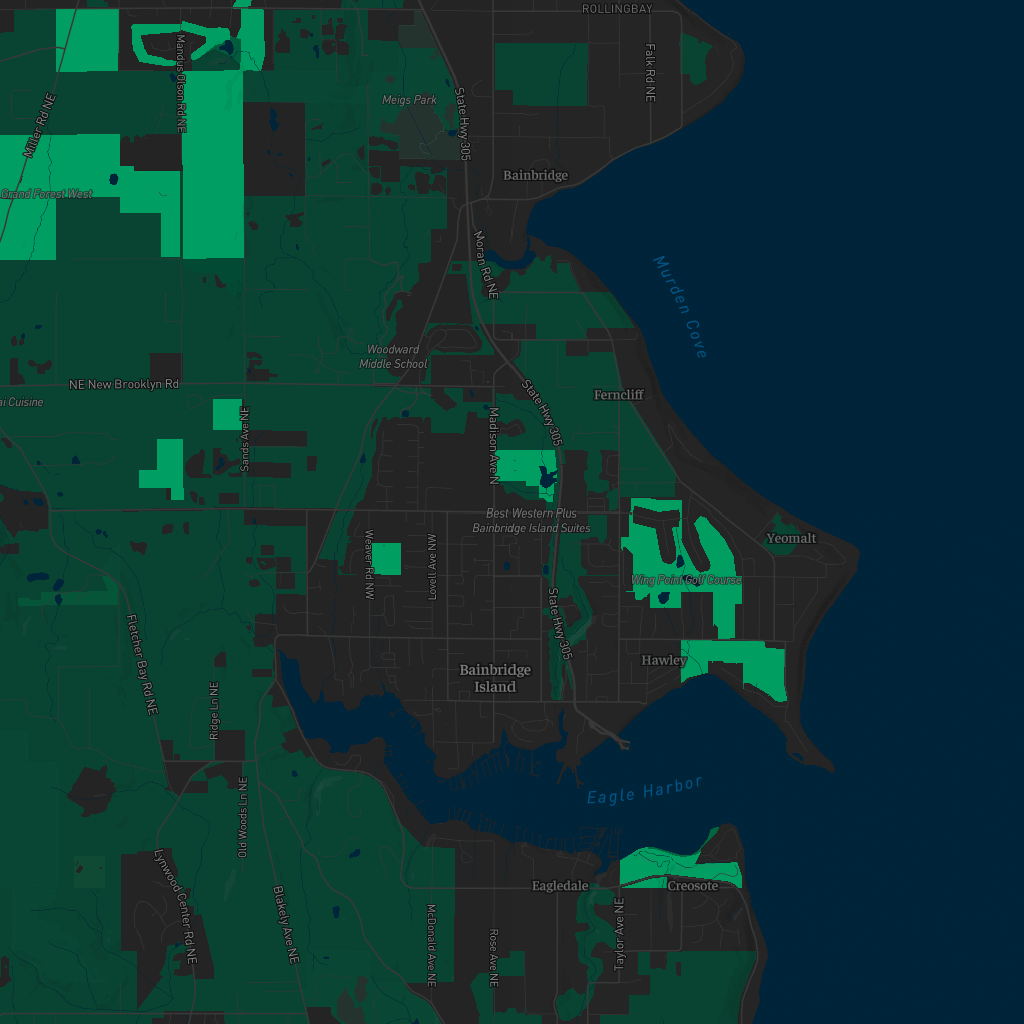 ROLLINGBAY
Mandus Olson Rd NE
Falk Rd NE
Meigs Park
State Hwy 305
Miller Rd NE
Bainbridge
Grand Forest West
Moran Rd NE
Murden Cove
Woodward
Middle School
NE New Brooklyn Rd
State Hwy 305
Ferncliff
ai Cuisine
Sands Ave NE
Madison Ave N
Best Western Plus
Bainbridge Island Suites
Yeomalt
Weaver Rd NW
Lovell Ave NW
Wing Point Golf Course
State Hwy 305
Fletcher Bay Rd NE
Hawley
Bainbridge
Island
Ridge Ln NE
Eagle Harbor
Old Woods Ln NE
Lynwood Center Rd NE
Blakely Ave NE
Eagledale
Creosote
McDonald Ave NE
Rose Ave NE
Taylor Ave NE